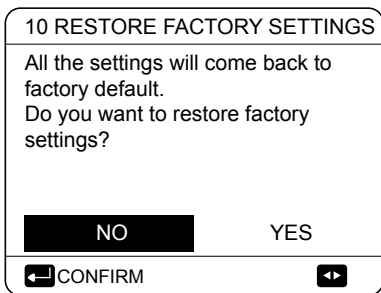 10 RESTORE FACTORY SETTINGS
All the settings will come back to
factory default.
Do you want to restore factory
settings?
NO YES
CONFIRM